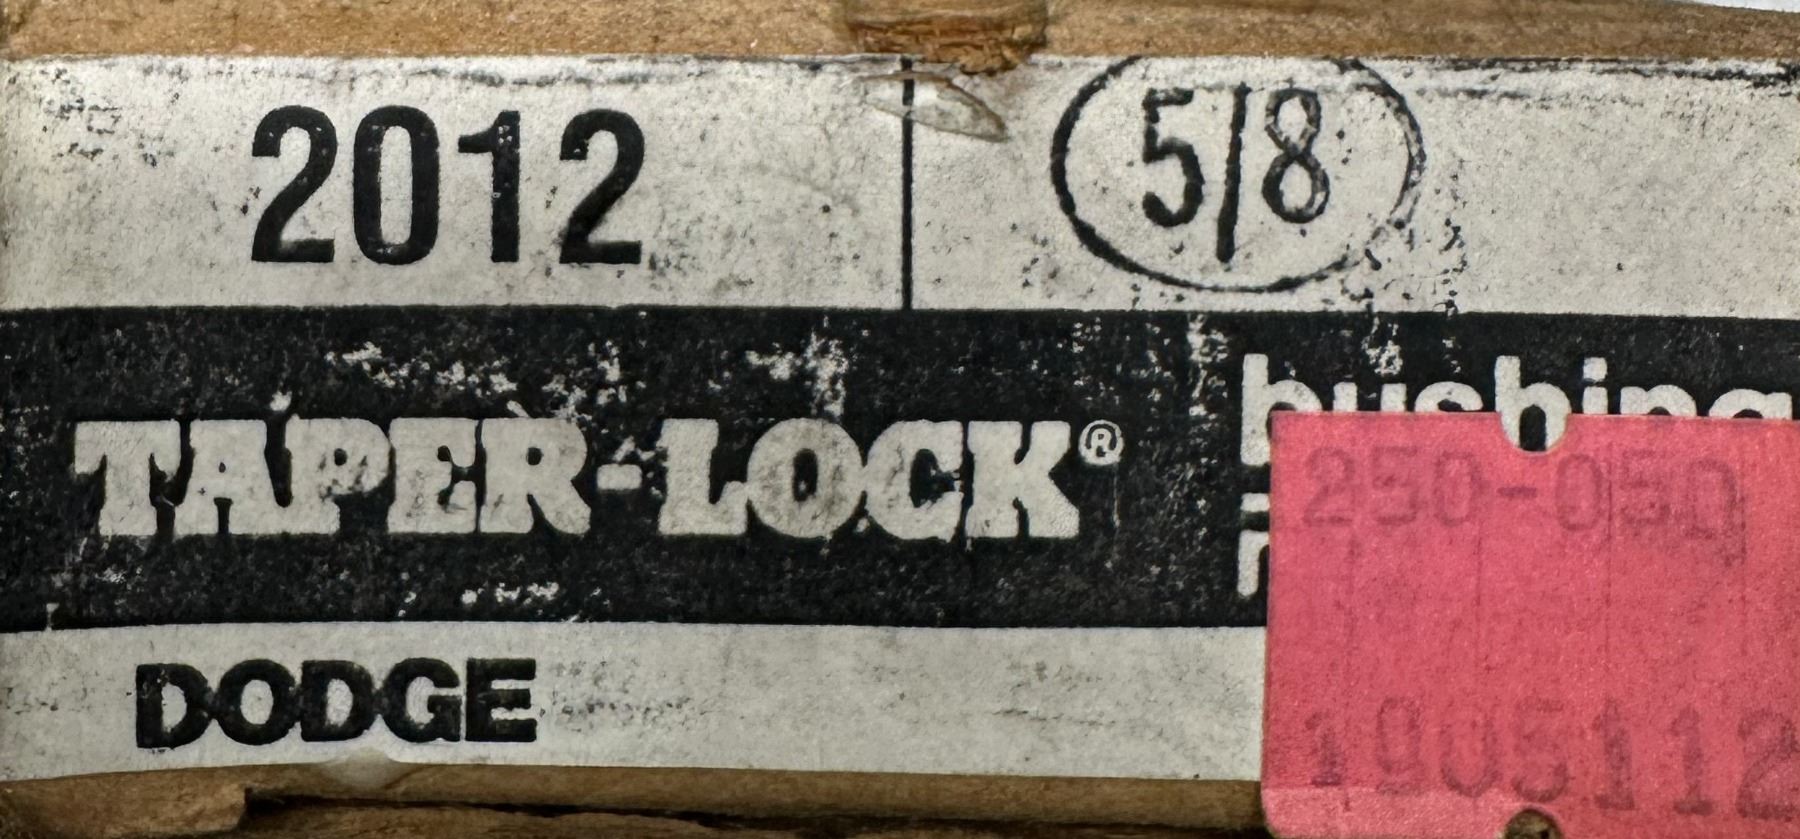 2012 5/8
TAPER-LOCK® bushing
DODGE
250-050
1905112